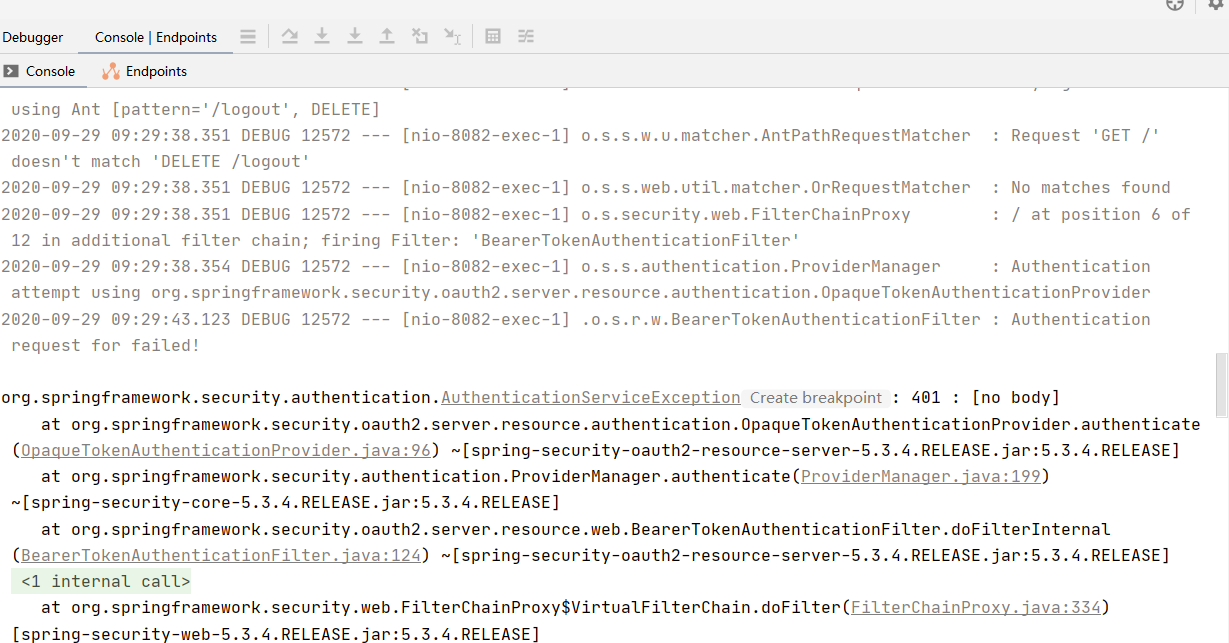 Debugger
Console | Endpoints
Console
Endpoints
using Ant [pattern='/logout', DELETE]
2020-09-29 09:29:38.351 DEBUG 12572 --- [nio-8082-exec-1] o.s.s.w.u.matcher.AntPathRequestMatcher  : Request 'GET /'
doesn't match 'DELETE /logout'
2020-09-29 09:29:38.351 DEBUG 12572 --- [nio-8082-exec-1] o.s.s.web.util.matcher.OrRequestMatcher  : No matches found
2020-09-29 09:29:38.351 DEBUG 12572 --- [nio-8082-exec-1] o.s.security.web.FilterChainProxy        : / at position 6 of
12 in additional filter chain; firing Filter: 'BearerTokenAuthenticationFilter'
2020-09-29 09:29:38.354 DEBUG 12572 --- [nio-8082-exec-1] o.s.s.authentication.ProviderManager     : Authentication
attempt using org.springframework.security.oauth2.server.resource.authentication.OpaqueTokenAuthenticationProvider
2020-09-29 09:29:43.123 DEBUG 12572 --- [nio-8082-exec-1] .o.s.r.w.BearerTokenAuthenticationFilter : Authentication
request for failed!
org.springframework.security.authentication.AuthenticationServiceException Create breakpoint : 401 : [no body]
at org.springframework.security.oauth2.server.resource.authentication.OpaqueTokenAuthenticationProvider.authenticate
(OpaqueTokenAuthenticationProvider.java:96) ~[spring-security-oauth2-resource-server-5.3.4.RELEASE.jar:5.3.4.RELEASE]
at org.springframework.security.authentication.ProviderManager.authenticate(ProviderManager.java:199)
~[spring-security-core-5.3.4.RELEASE.jar:5.3.4.RELEASE]
at org.springframework.security.oauth2.server.resource.web.BearerTokenAuthenticationFilter.doFilterInternal
(BearerTokenAuthenticationFilter.java:124) ~[spring-security-oauth2-resource-server-5.3.4.RELEASE.jar:5.3.4.RELEASE]
<1 internal call>
at org.springframework.security.web.FilterChainProxy$VirtualFilterChain.doFilter(FilterChainProxy.java:334)
[spring-security-web-5.3.4.RELEASE.jar:5.3.4.RELEASE]